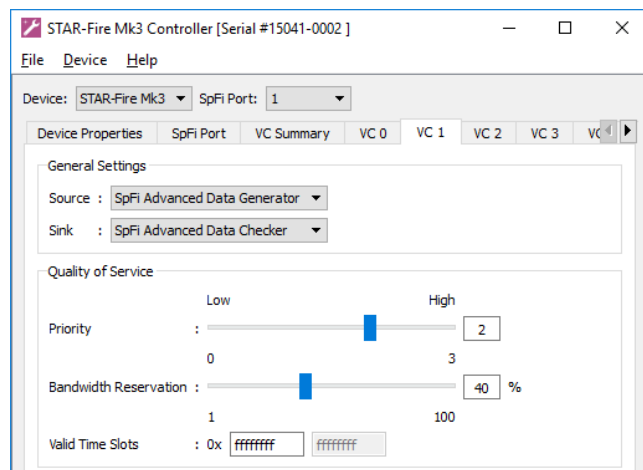 STAR-Fire Mk3 Controller [Serial #15041-0002 ]
File Device Help
Device: STAR-Fire Mk3 SpFi Port: 1
Device Properties SpFi Port VC Summary VC 0 VC 1 VC 2 VC 3 VC
General Settings
Source : SpFi Advanced Data Generator
Sink : SpFi Advanced Data Checker
Quality of Service
Low High
Priority : 2
0 3
Bandwidth Reservation : 40 %
1 100
Valid Time Slots : 0x ffffffff ffffffff